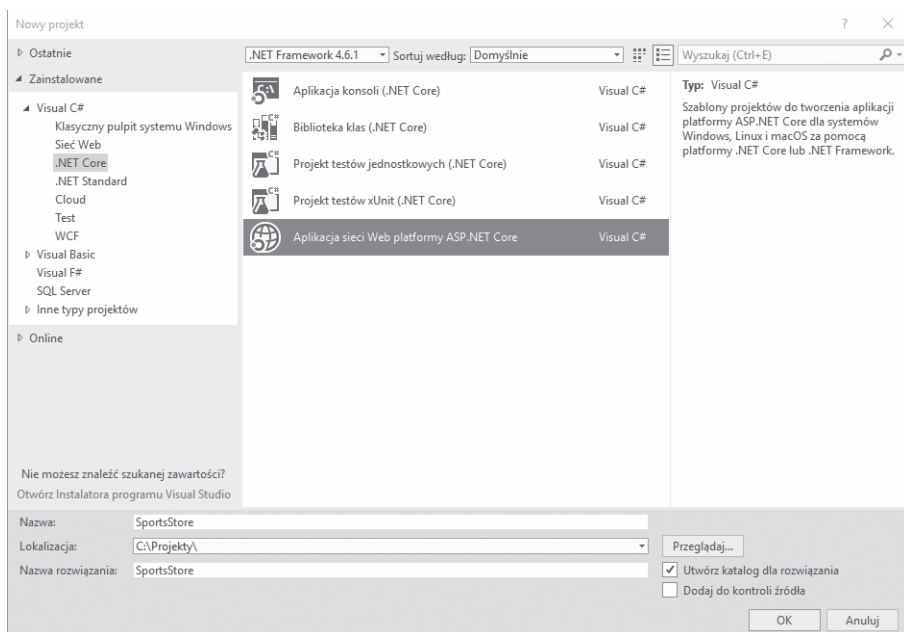 Nowy projekt
Ostatnie
Zainstalowane
Visual C#
Klasyczny pulpit systemu Windows
Sieć Web
.NET Core
.NET Standard
Cloud
Test
WCF
Visual Basic
Visual F#
SQL Server
Inne typy projektów
Online
Nie możesz znaleźć szukanej zawartości?
Otwórz Instalatora programu Visual Studio
.NET Framework 4.6.1 Sortuj według: Domyślnie
Aplikacja konsoli (.NET Core) Visual C#
Biblioteka klas (.NET Core) Visual C#
Projekt testów jednostkowych (.NET Core) Visual C#
Projekt testów xUnit (.NET Core) Visual C#
Aplikacja sieci Web platformy ASP.NET Core Visual C#
Wyszukaj (Ctrl+E)
Typ: Visual C#
Szablony projektów do tworzenia aplikacji
platformy ASP.NET Core dla systemów
Windows, Linux i macOS za pomocą
platformy .NET Core lub .NET Framework.
Nazwa: SportsStore
Lokalizacja: C:\Projekty\ Przeglądaj...
Nazwa rozwiązania: SportsStore
Utwórz katalog dla rozwiązania
Dodaj do kontroli źródła
OK Anuluj